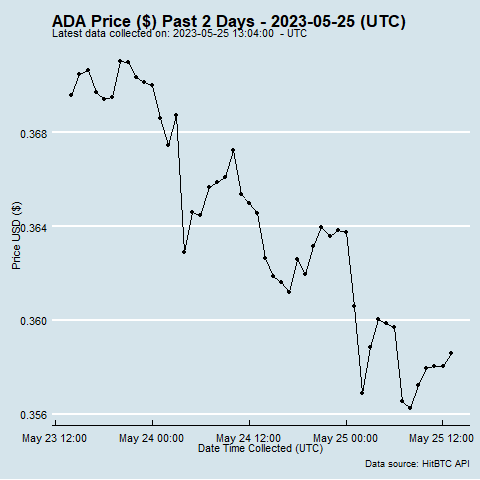 ADA Price ($) Past 2 Days - 2023-05-25 (UTC)
Latest data collected on: 2023-05-25 13:04:00  - UTC
0.368
0.364
0.360
0.356
Price USD ($)
May 23 12:00 May 24 00:00 May 24 12:00 May 25 00:00 May 25 12:00
Date Time Collected (UTC)
Data source: HitBTC API